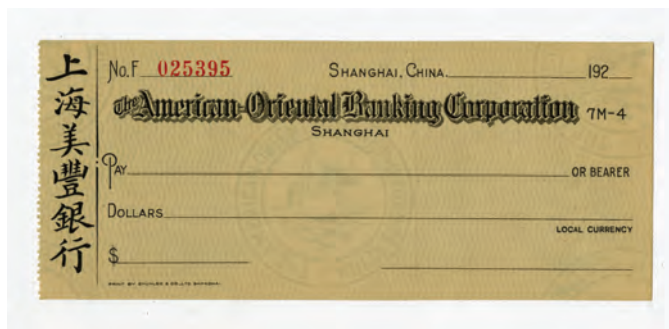 上海美豐銀行
No. F 025395 SHANGHAI, CHINA. 192
The American-Oriental Banking Corporation 7M-4
SHANGHAI
PAY OR BEARER
DOLLARS
LOCAL CURRENCY
$